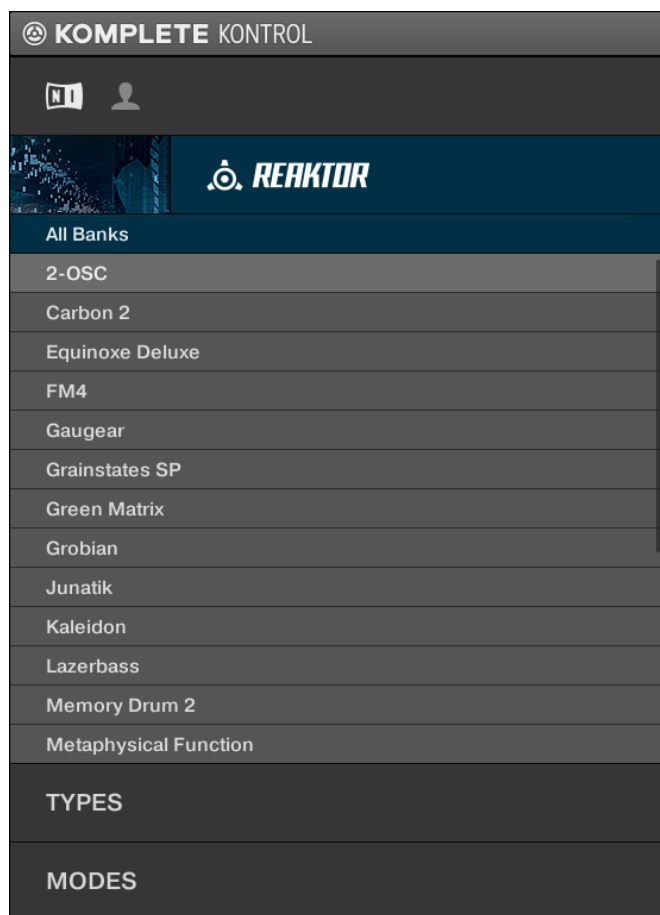 KOMPLETE KONTROL
NI
REAKTOR
All Banks
2-OSC
Carbon 2
Equinoxe Deluxe
FM4
Gaugear
Grainstates SP
Green Matrix
Grobian
Junatik
Kaleidon
Lazerbass
Memory Drum 2
Metaphysical Function
TYPES
MODES